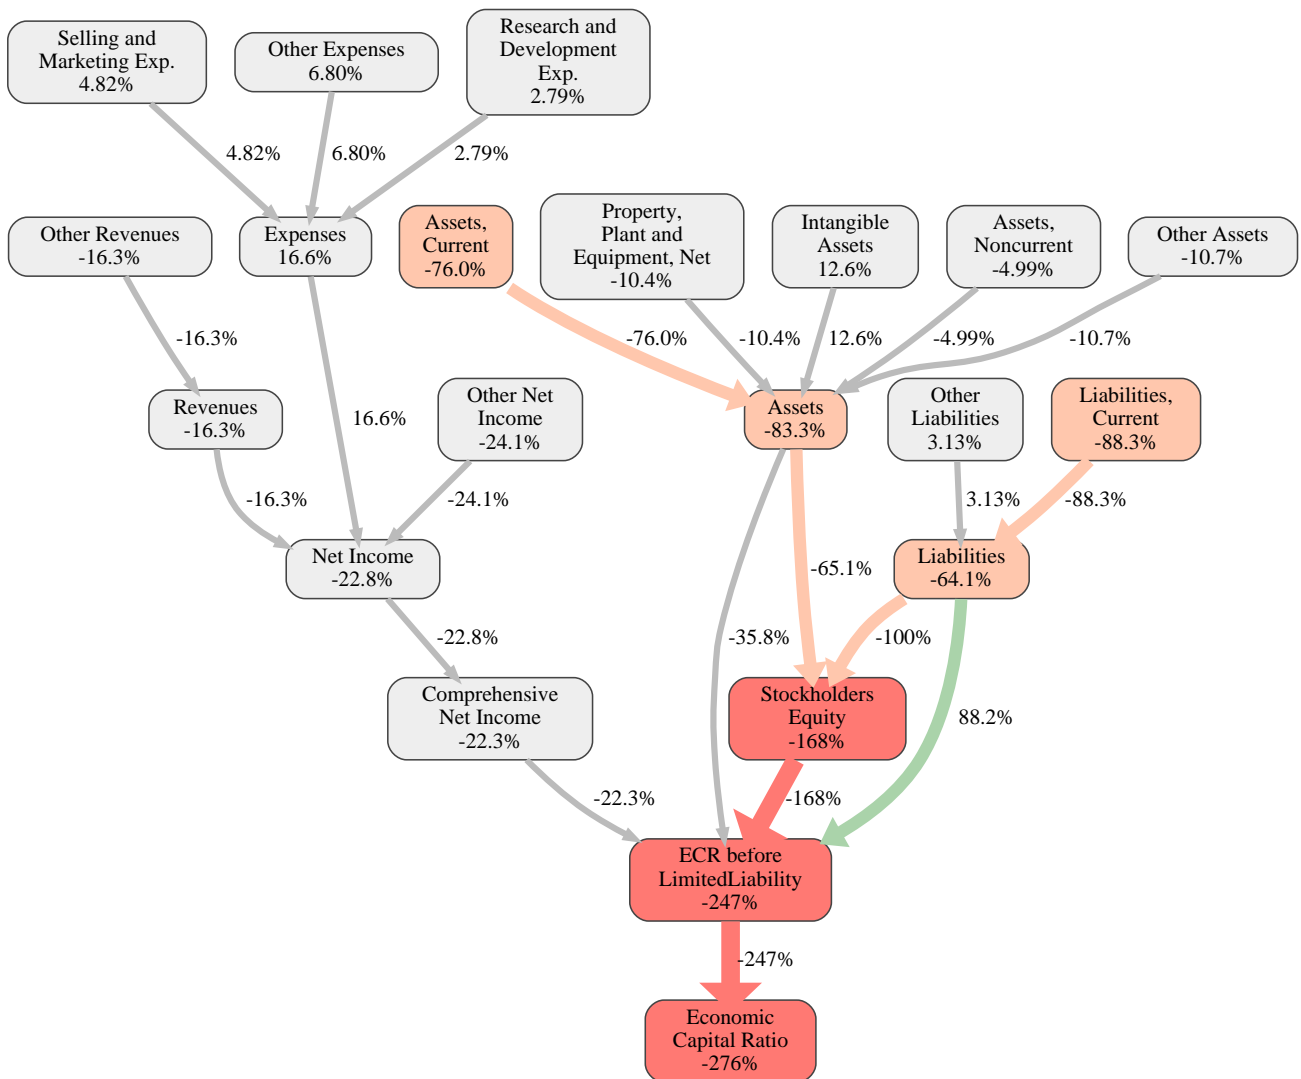 Selling and
Marketing Exp.
4.82%
Other Expenses
6.80%
Research and
Development
Exp.
2.79%
4.82%
6.80%
2.79%
Other Revenues
-16.3%
Expenses
16.6%
Assets,
Current
-76.0%
Property,
Plant and
Equipment, Net
-10.4%
Intangible
Assets
12.6%
Assets,
Noncurrent
-4.99%
Other Assets
-10.7%
-16.3%
-76.0%
-10.4%
12.6%
-4.99%
-10.7%
Revenues
-16.3%
16.6%
Other Net
Income
-24.1%
Assets
-83.3%
Other
Liabilities
3.13%
Liabilities,
Current
-88.3%
-16.3%
-24.1%
3.13%
-88.3%
Net Income
-22.8%
-65.1%
Liabilities
-64.1%
-22.8%
-35.8%
-100%
Comprehensive
Net Income
-22.3%
Stockholders
Equity
-168%
88.2%
-22.3%
-168%
ECR before
LimitedLiability
-247%
-247%
Economic
Capital Ratio
-276%